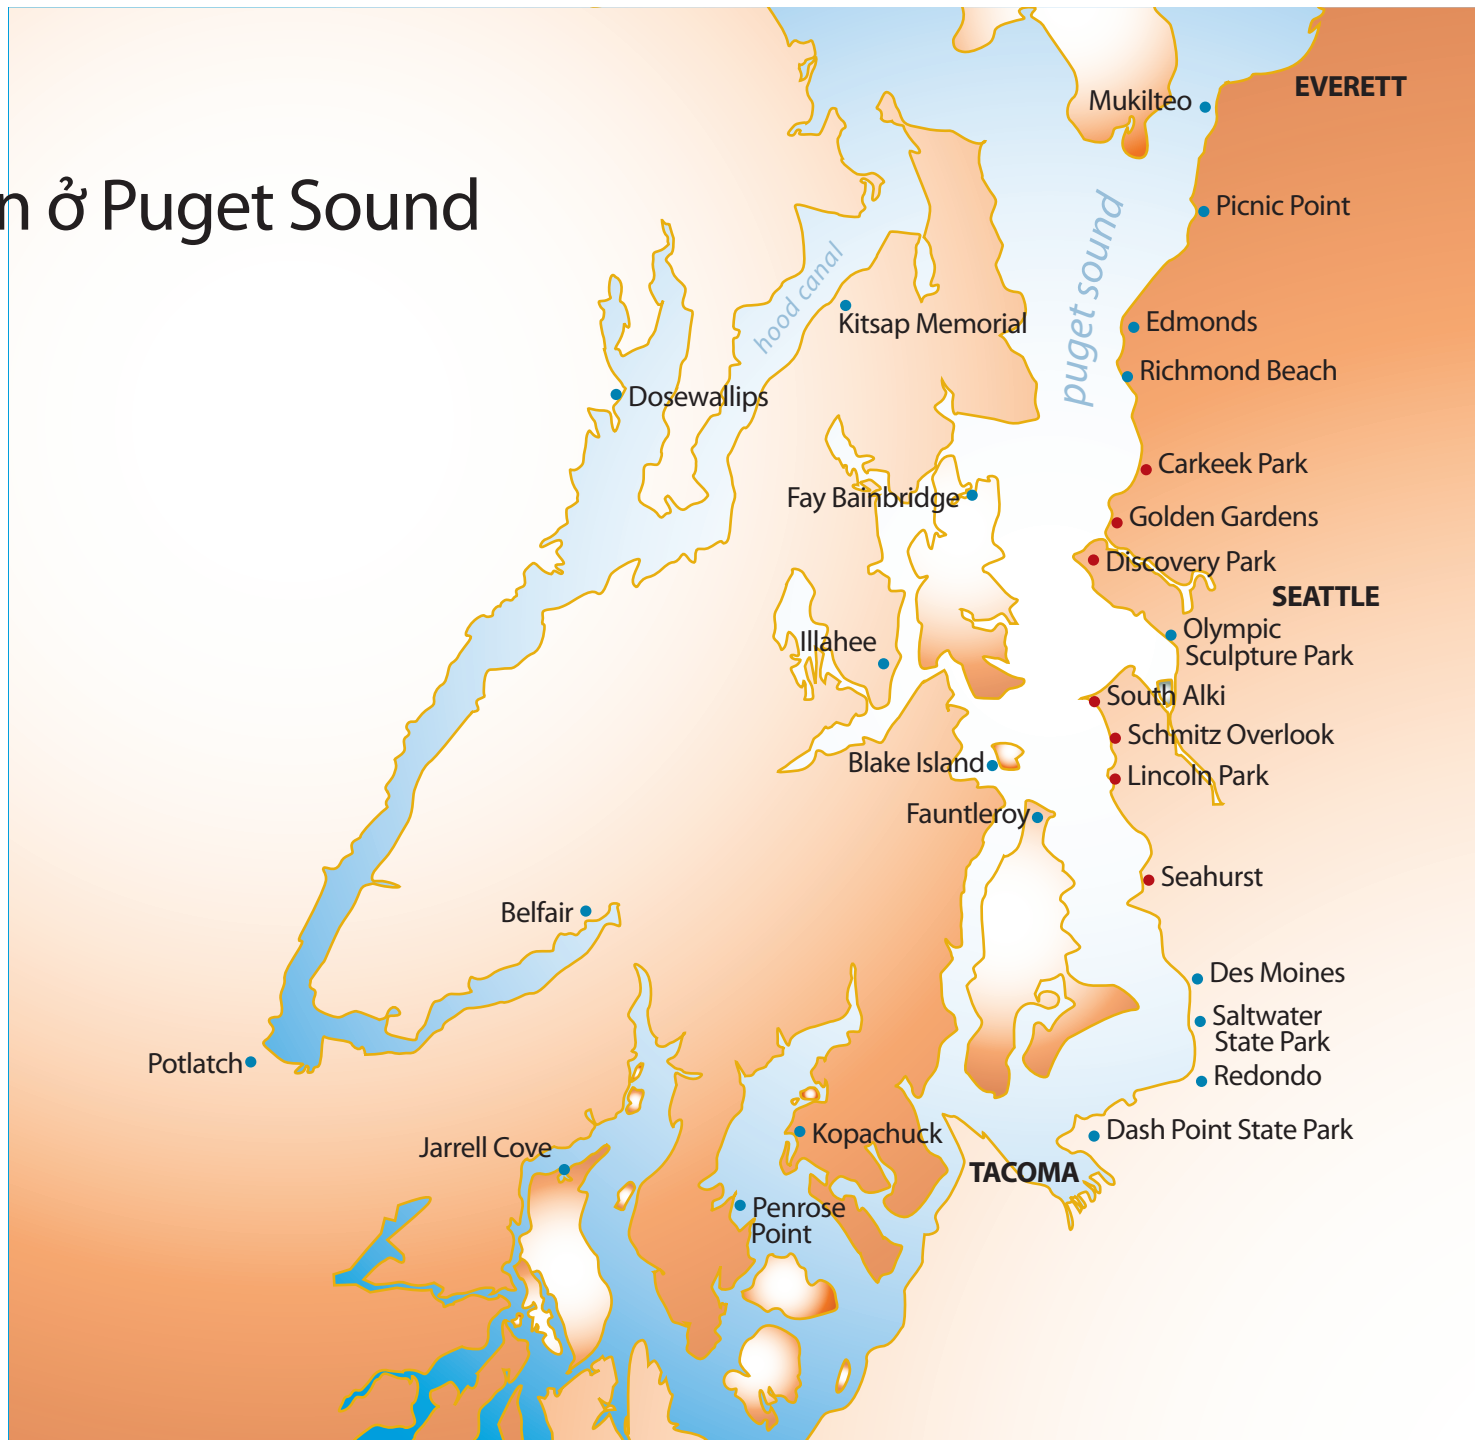 n ở Puget Sound
EVERETT
Mukilteo
Picnic Point
puget sound
hood canal
Kitsap Memorial
Edmonds
Richmond Beach
Dosewallips
Carkeek Park
Fay Bainbridge
Golden Gardens
Discovery Park
SEATTLE
Olympic
Sculpture Park
Illahee
South Alki
Schmitz Overlook
Blake Island
Lincoln Park
Fauntleroy
Seahurst
Belfair
Des Moines
Saltwater
State Park
Potlatch
Redondo
Dash Point State Park
Kopachuck
Jarrell Cove
TACOMA
Penrose
Point